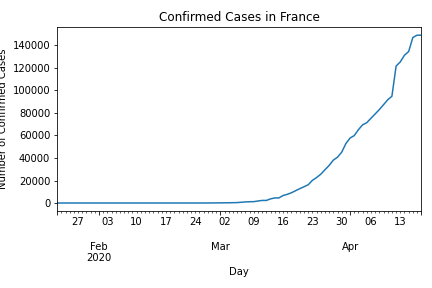 Confirmed Cases in France
Number of Confirmed Cases
140000
120000
100000
80000
60000
40000
20000
0
27 03 10 17 24 02 09 16 23 30 06 13
Feb Mar Apr
2020
Day